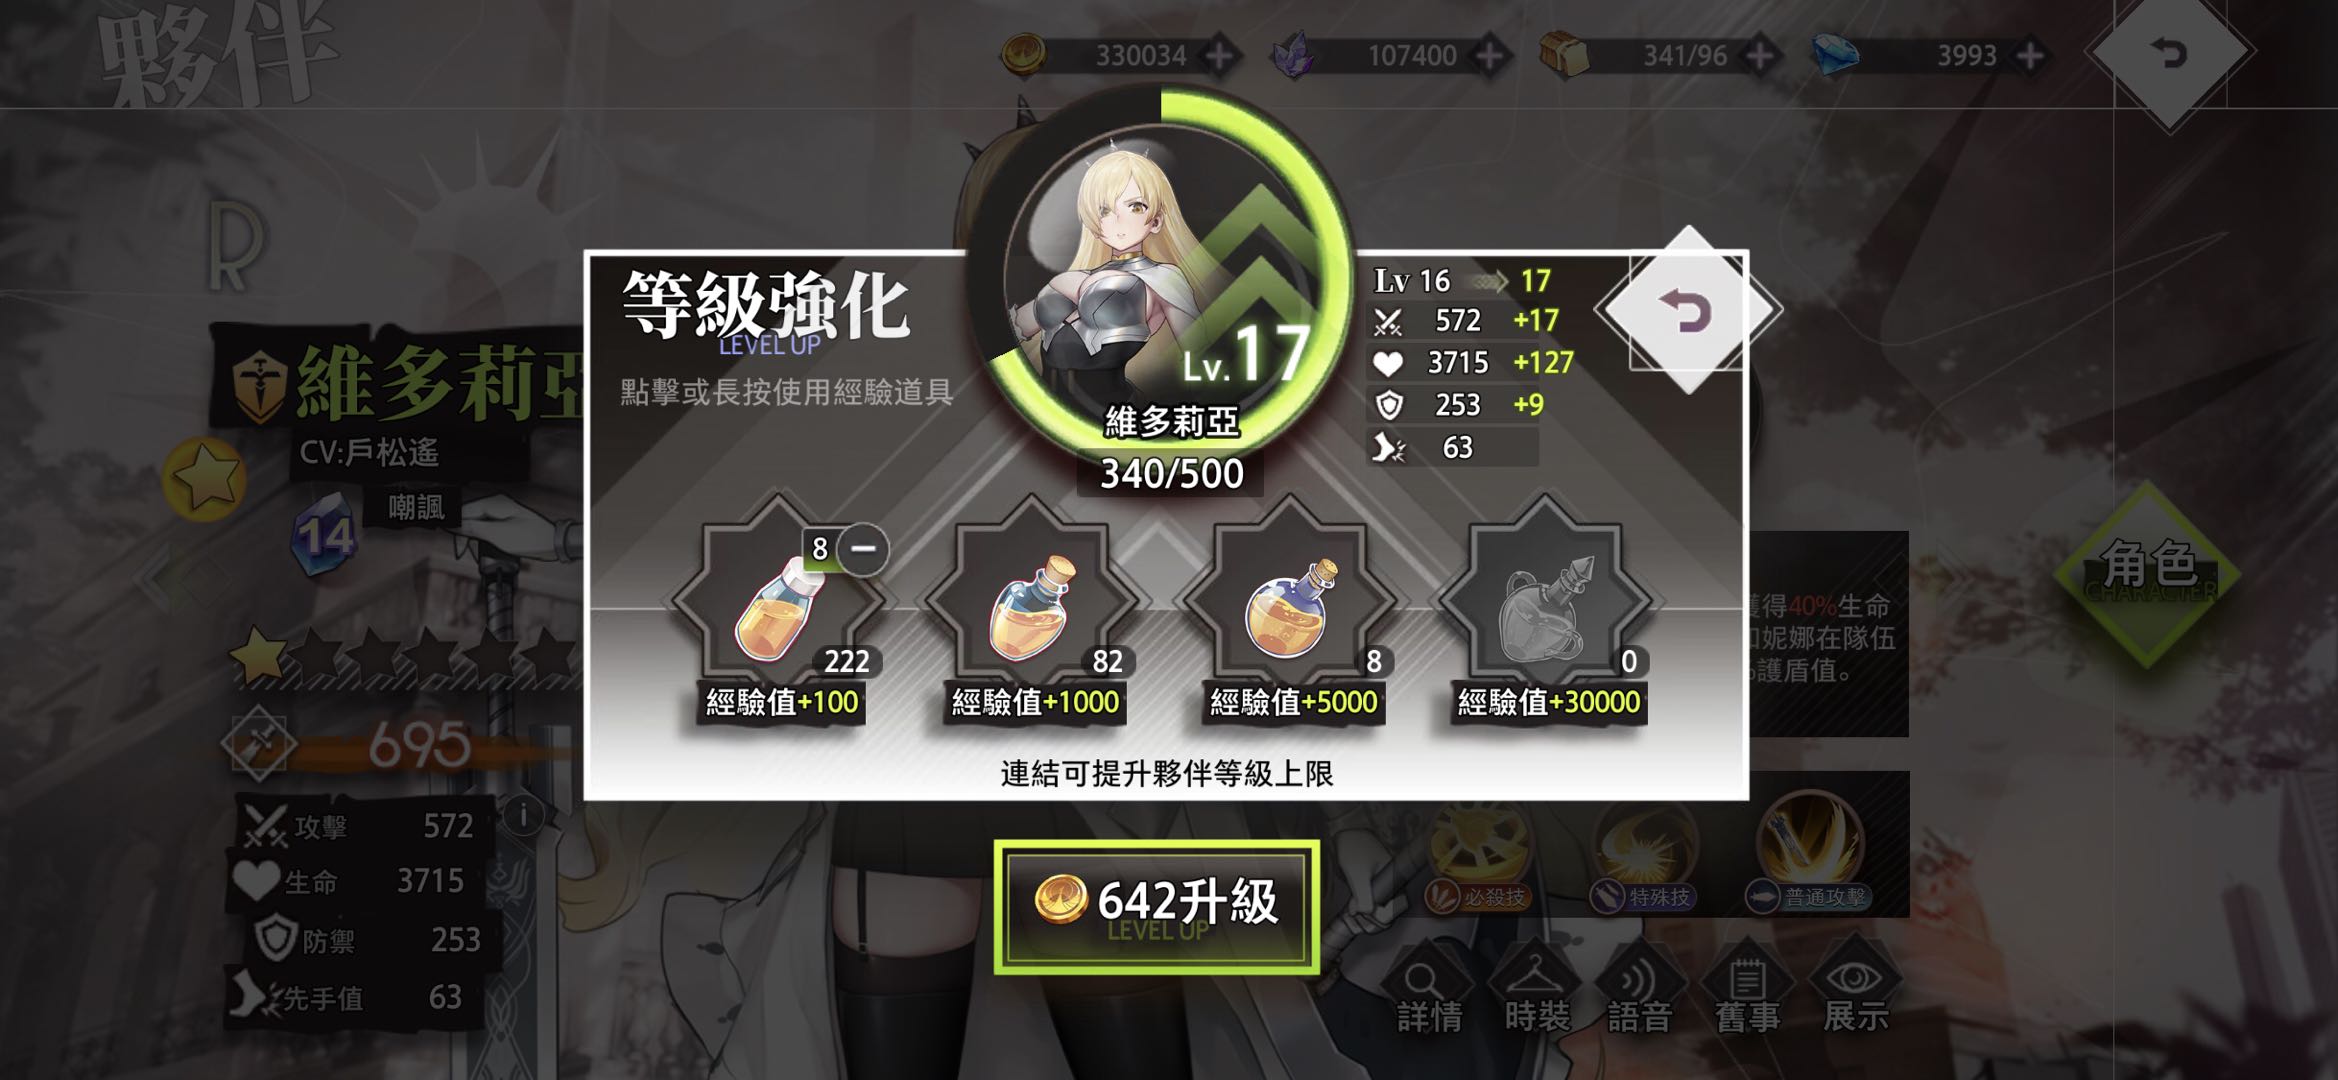 夥伴
330034
107400
341/96
3993
R
維多莉亞
CV:戶松遙
嘲諷
14
695
攻擊 572
生命 3715
防禦 253
先手值 63
等級強化
LEVEL UP
點擊或長按使用經驗道具
Lv.17
維多莉亞
340/500
Lv 16 17
572 +17
3715 +127
253 +9
63
8
222
經驗值+100
82
經驗值+1000
8
經驗值+5000
0
經驗值+30000
連結可提升夥伴等級上限
642升級
LEVEL UP
得40%生命
妮娜在隊伍
護盾值。
角色
CHARACTER
必殺技
特殊技
普通攻擊
詳情
時裝
語音
舊事
展示